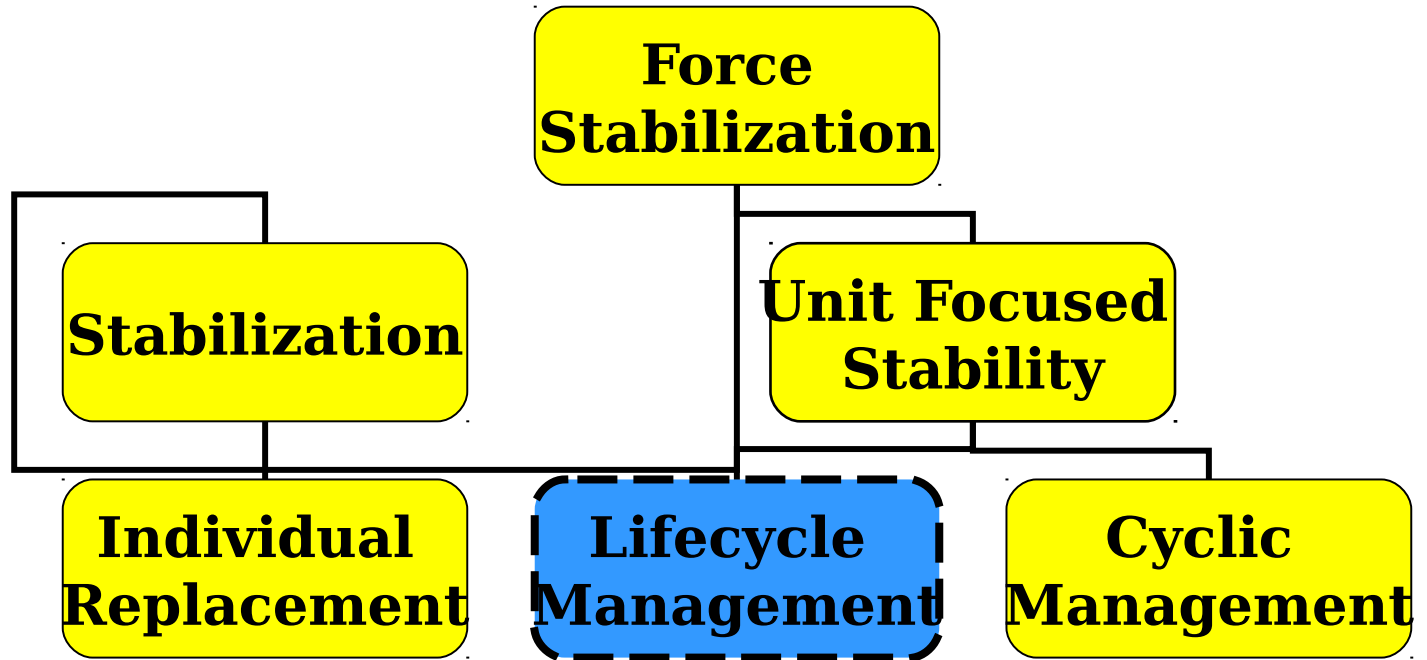 Force
Stabilization
Stabilization
Unit Focused
Stability
Individual
Replacement
Lifecycle
Management
Cyclic
Management